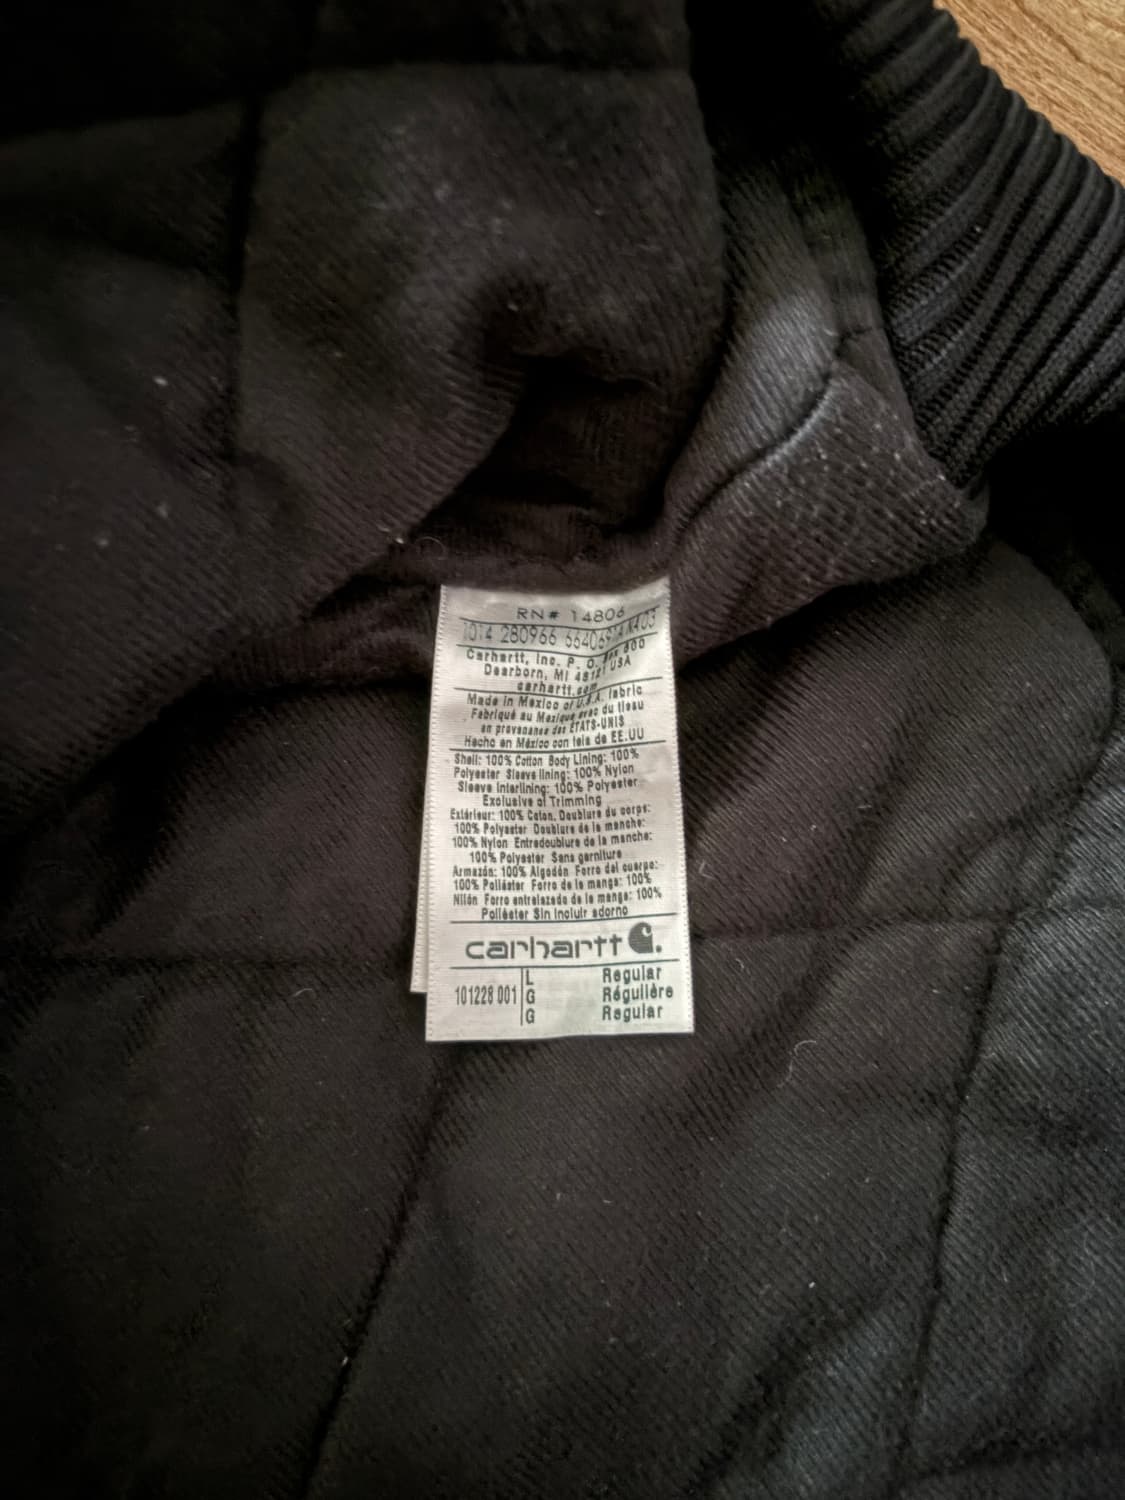 RN# 14806
1014 280966 6640691 4403
Carhartt, Inc. P. O. Box 600
Dearborn, MI 48121 USA
carhartt.com
Made in Mexico of U.S.A. fabric
Fabriqué au Mexique avec du tissu
en provenance des ÉTATS-UNIS
Hecho en México con tela de EE.UU
Shell: 100% Cotton Body Lining: 100%
Polyester Sleeve lining: 100% Nylon
Sleeve Interlining: 100% Polyester
Exclusive of Trimming
Extérieur: 100% Coton, Doublure du corps:
100% Polyester Doublure de la manche:
100% Nylon Entredoublure de la manche:
100% Polyester Sans garniture
Armazón: 100% Algodón Forro del cuerpo:
100% Poliéster Forro de la manga: 100%
Nilón Forro entrelazado de la manga: 100%
Poliéster Sin incluir adorno
carhartt
101228 001
L Regular
G Régulière
G Regular